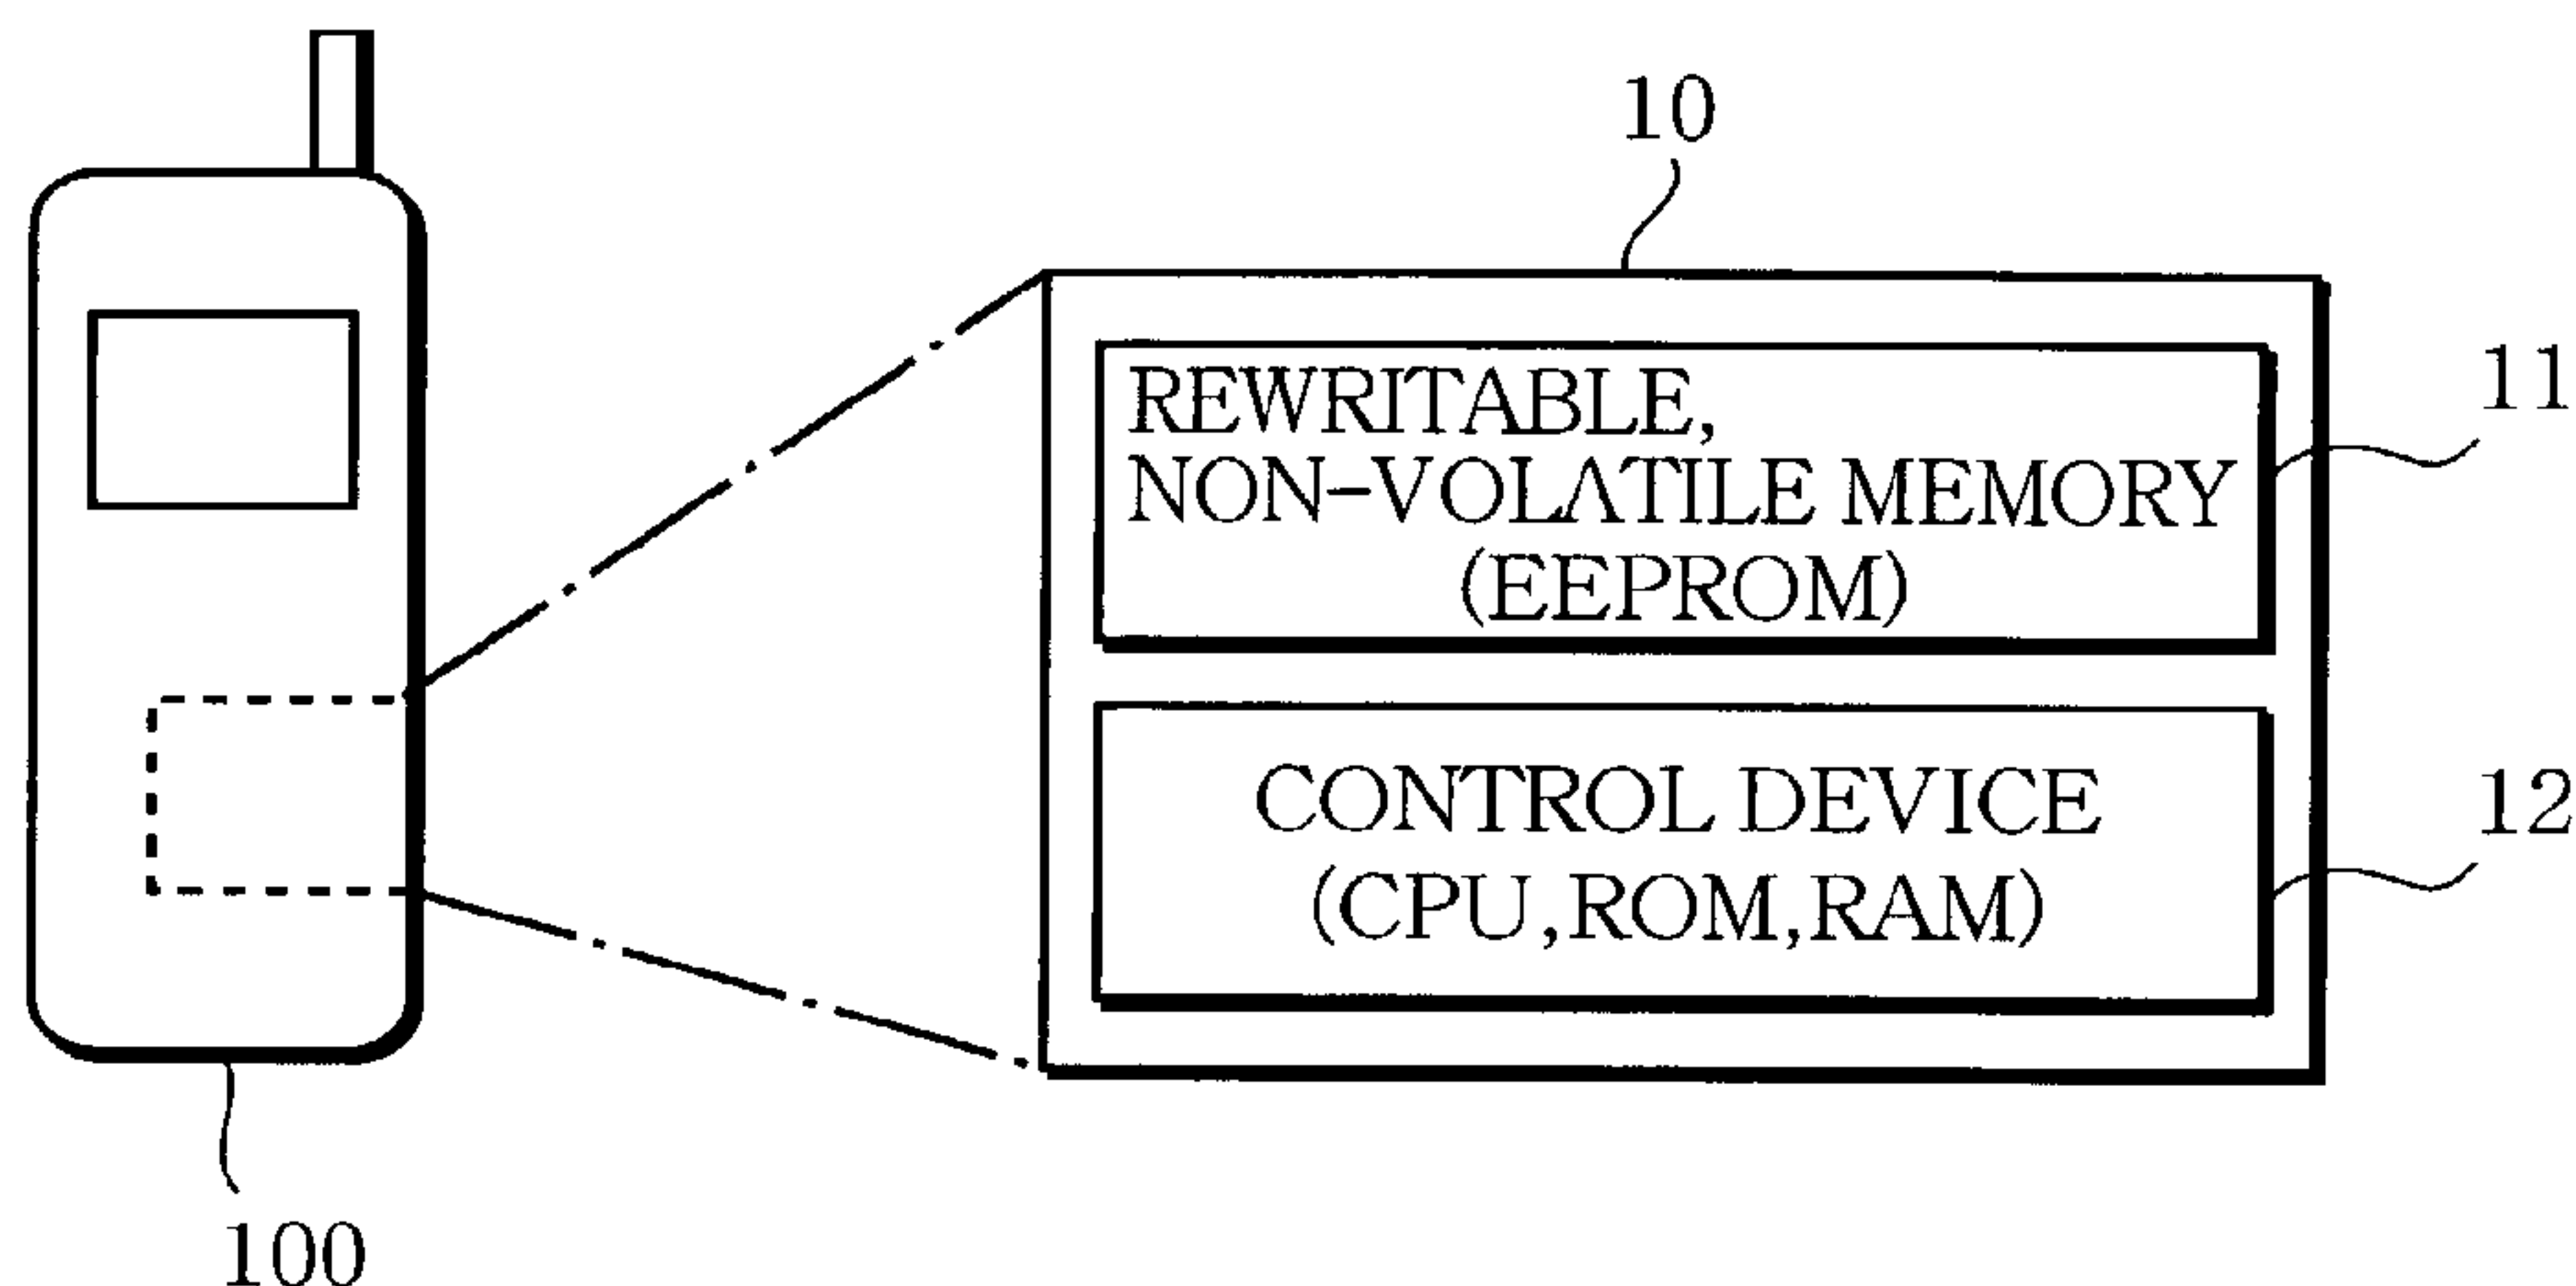 10
REWRITABLE,
NON-VOLATILE MEMORY
(EEPROM)
11
CONTROL DEVICE
(CPU,ROM,RAM)
12
100